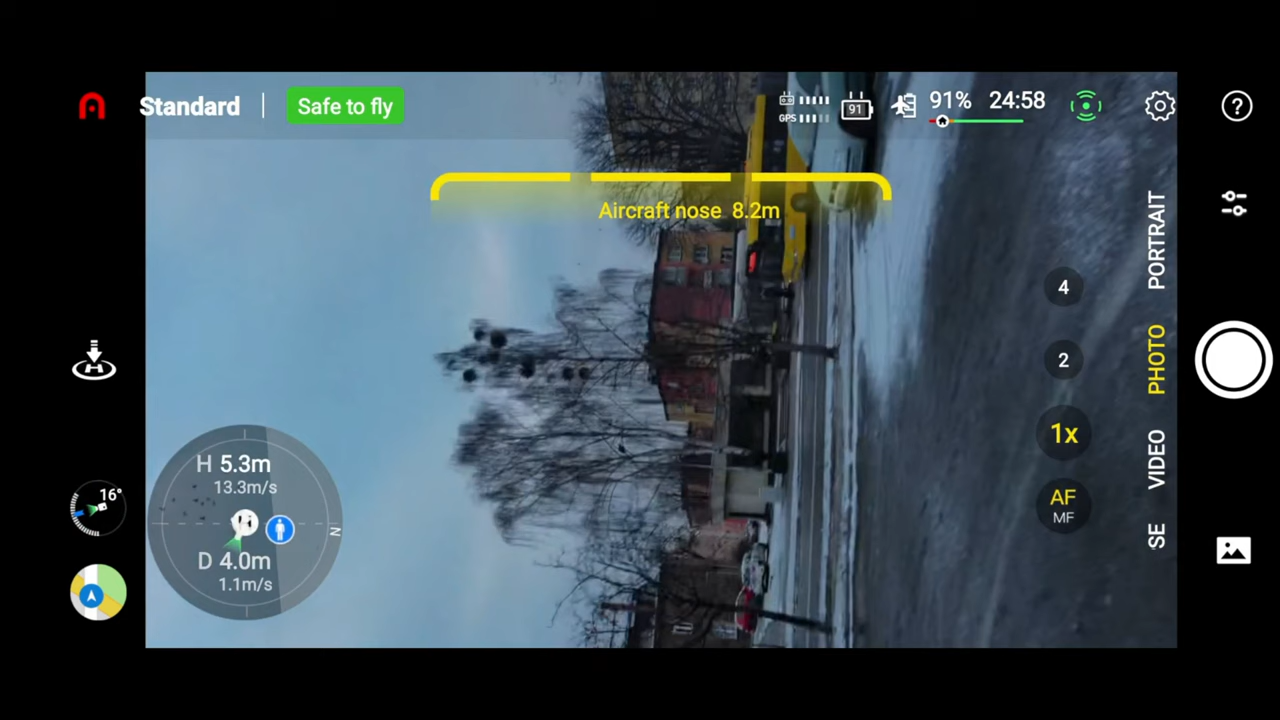 Standard
Safe to fly
GPS
91
91%
24:58
?
Aircraft nose 8.2m
PORTRAIT
PHOTO
VIDEO
SE
4
2
1x
AF
MF
16°
H 5.3m
13.3m/s
N
D 4.0m
1.1m/s
H